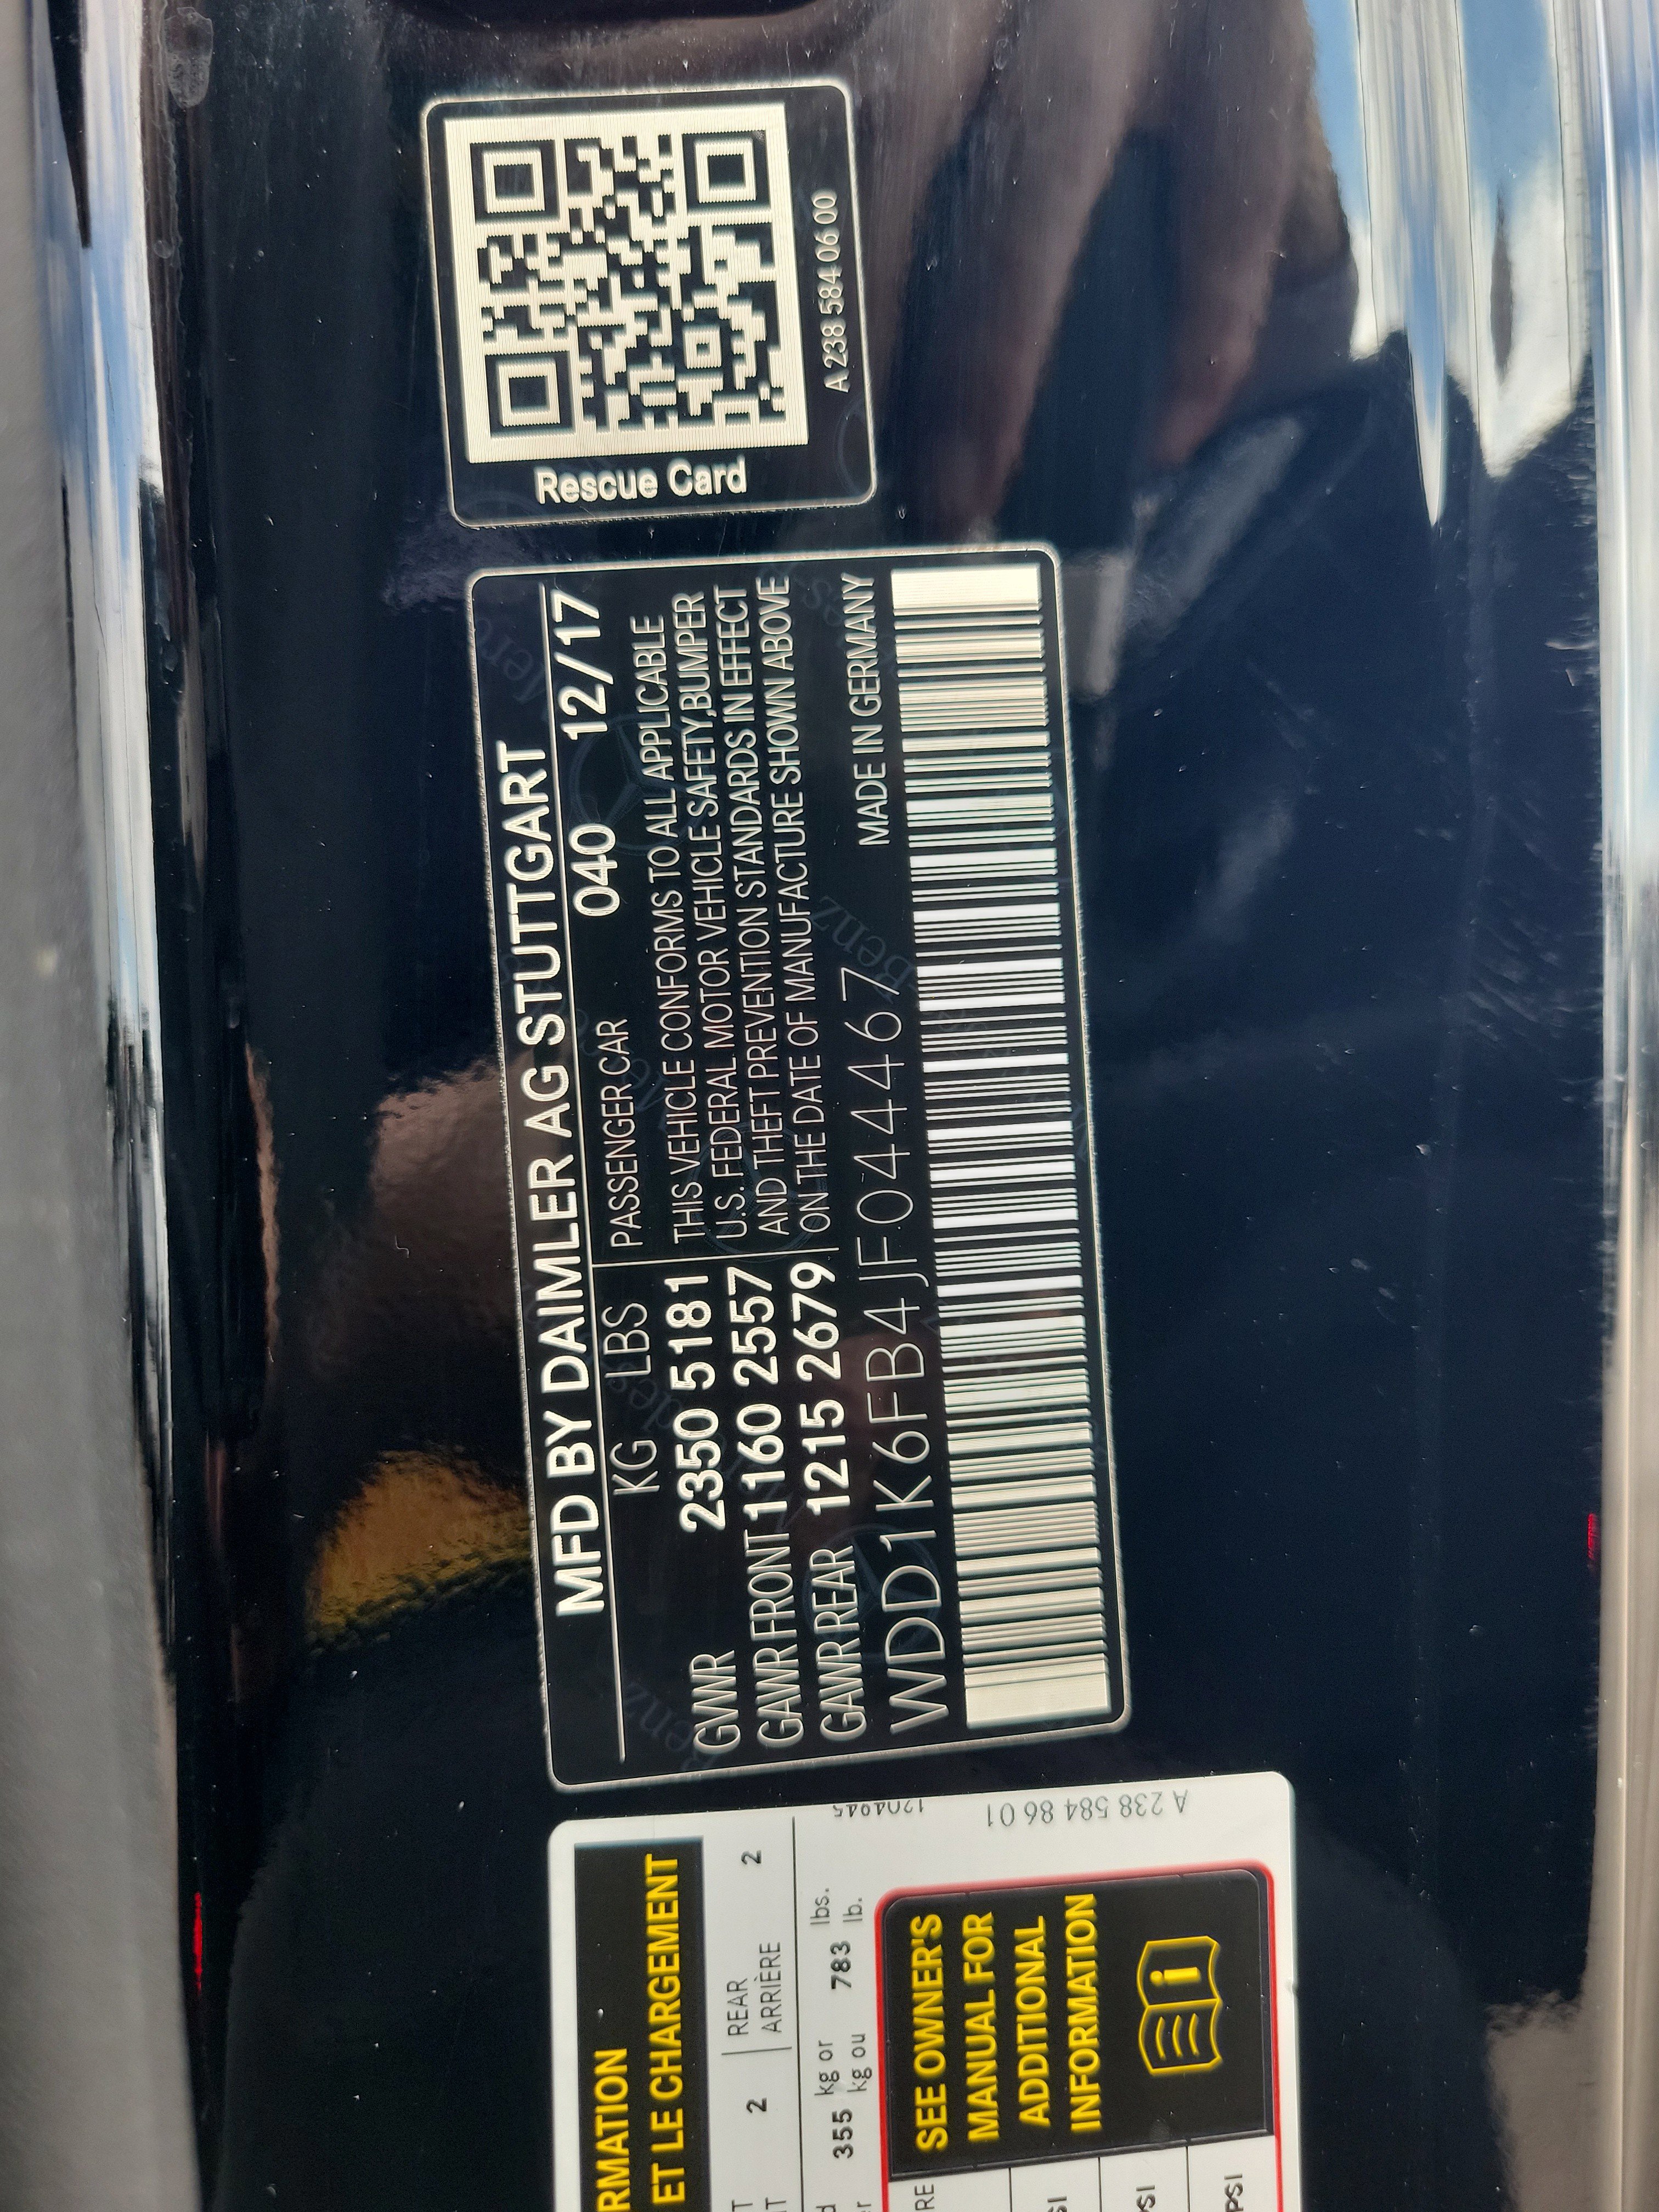 MFD BY DAIMLER AG STUTTGART
040 12/17
KG LBS
PASSENGER CAR
GWR 2350 5181
GAWR FRONT 1160 2557
GAWR REAR 1215 2679
THIS VEHICLE CONFORMS TO ALL APPLICABLE
U.S. FEDERAL MOTOR VEHICLE SAFETY,BUMPER
AND THEFT PREVENTION STANDARDS IN EFFECT
ON THE DATE OF MANUFACTURE SHOWN ABOVE
WDD1K6FB4JF044467
MADE IN GERMANY
Rescue Card
A 238 584 06 00
RMATION
ET LE CHARGEMENT
2 REAR 2
ARRIÈRE
355 kg or 783 lbs.
kg ou lb.
SEE OWNER'S
MANUAL FOR
ADDITIONAL
INFORMATION
RE
PSI
1204945
A 238 584 86 01